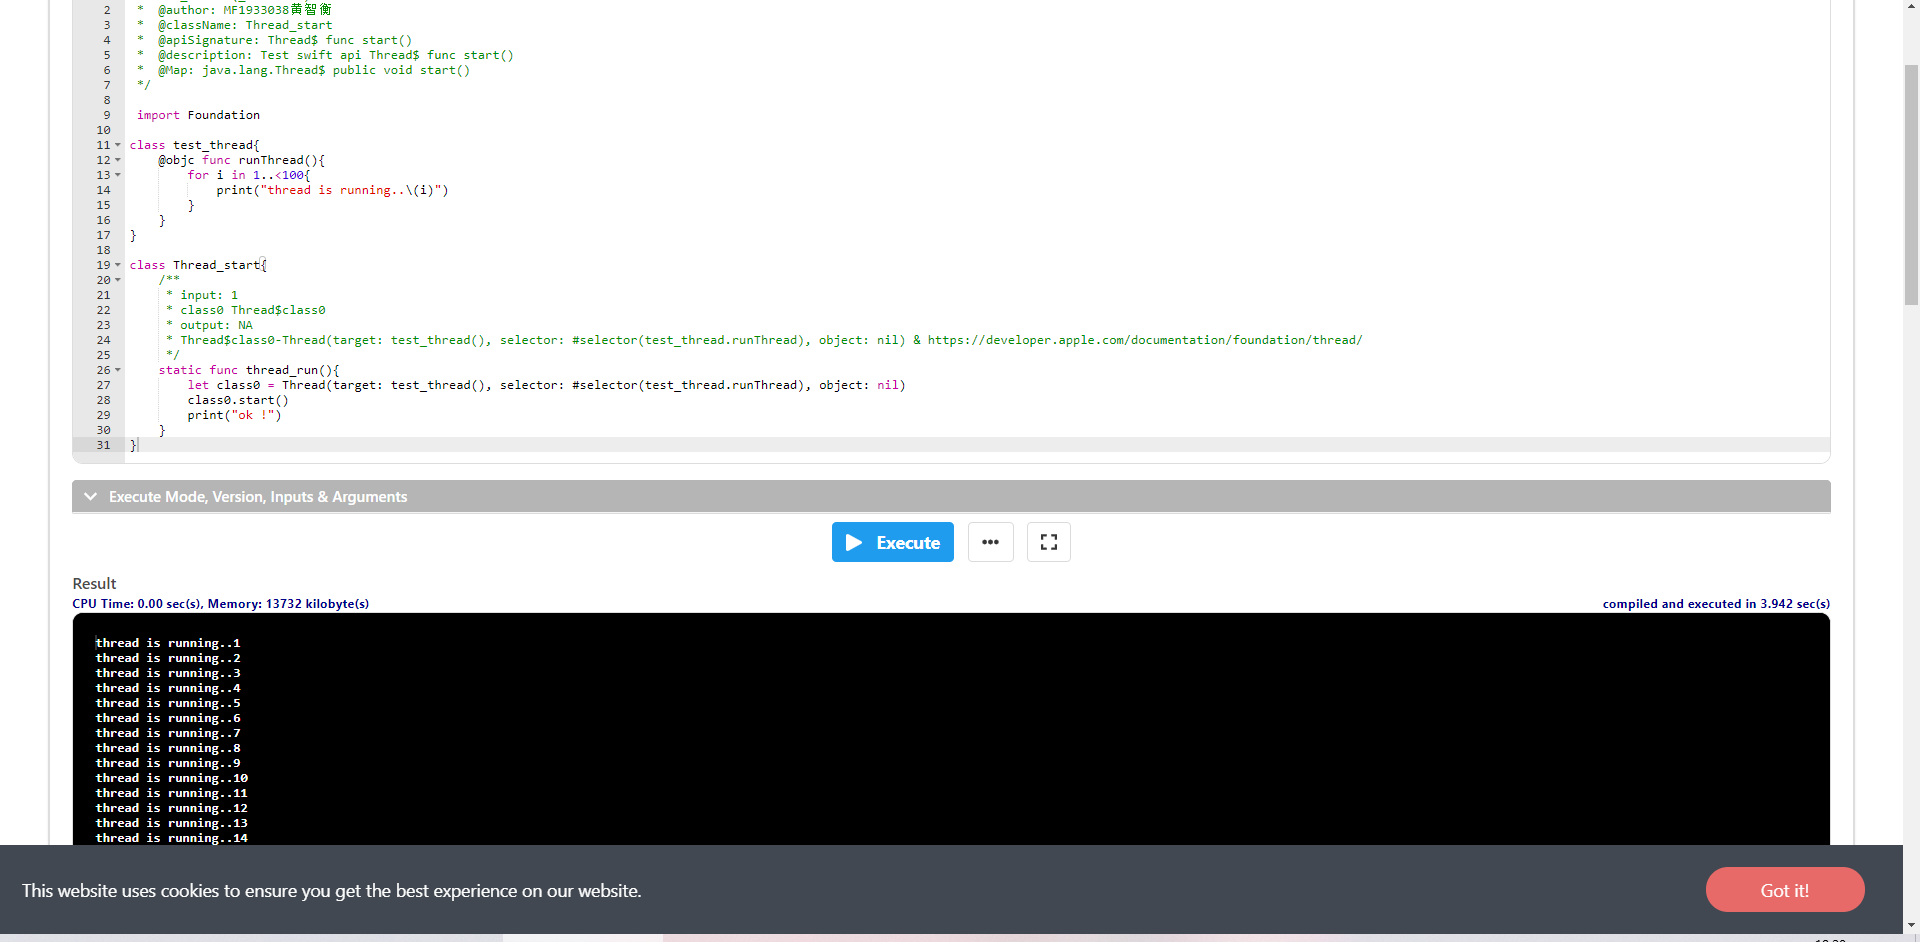 2 * @author: MF1933038黄智衡
3 * @className: Thread_start
4 * @apiSignature: Thread$ func start()
5 * @description: Test swift api Thread$ func start()
6 * @Map: java.lang.Thread$ public void start()
7 */
8
9 import Foundation
10
11 class test_thread{
12 @objc func runThread(){
13 for i in 1..<100{
14 print("thread is running..\(i)")
15 }
16 }
17 }
18
19 class Thread_start{
20 /**
21 * input: 1
22 * class0 Thread$class0
23 * output: NA
24 * Thread$class0-Thread(target: test_thread(), selector: #selector(test_thread.runThread), object: nil) & https://developer.apple.com/documentation/foundation/thread/
25 */
26 static func thread_run(){
27 let class0 = Thread(target: test_thread(), selector: #selector(test_thread.runThread), object: nil)
28 class0.start()
29 print("ok !")
30 }
31 }
Execute Mode, Version, Inputs & Arguments
Execute
Result
CPU Time: 0.00 sec(s), Memory: 13732 kilobyte(s) compiled and executed in 3.942 sec(s)
thread is running..1
thread is running..2
thread is running..3
thread is running..4
thread is running..5
thread is running..6
thread is running..7
thread is running..8
thread is running..9
thread is running..10
thread is running..11
thread is running..12
thread is running..13
thread is running..14
This website uses cookies to ensure you get the best experience on our website. Got it!